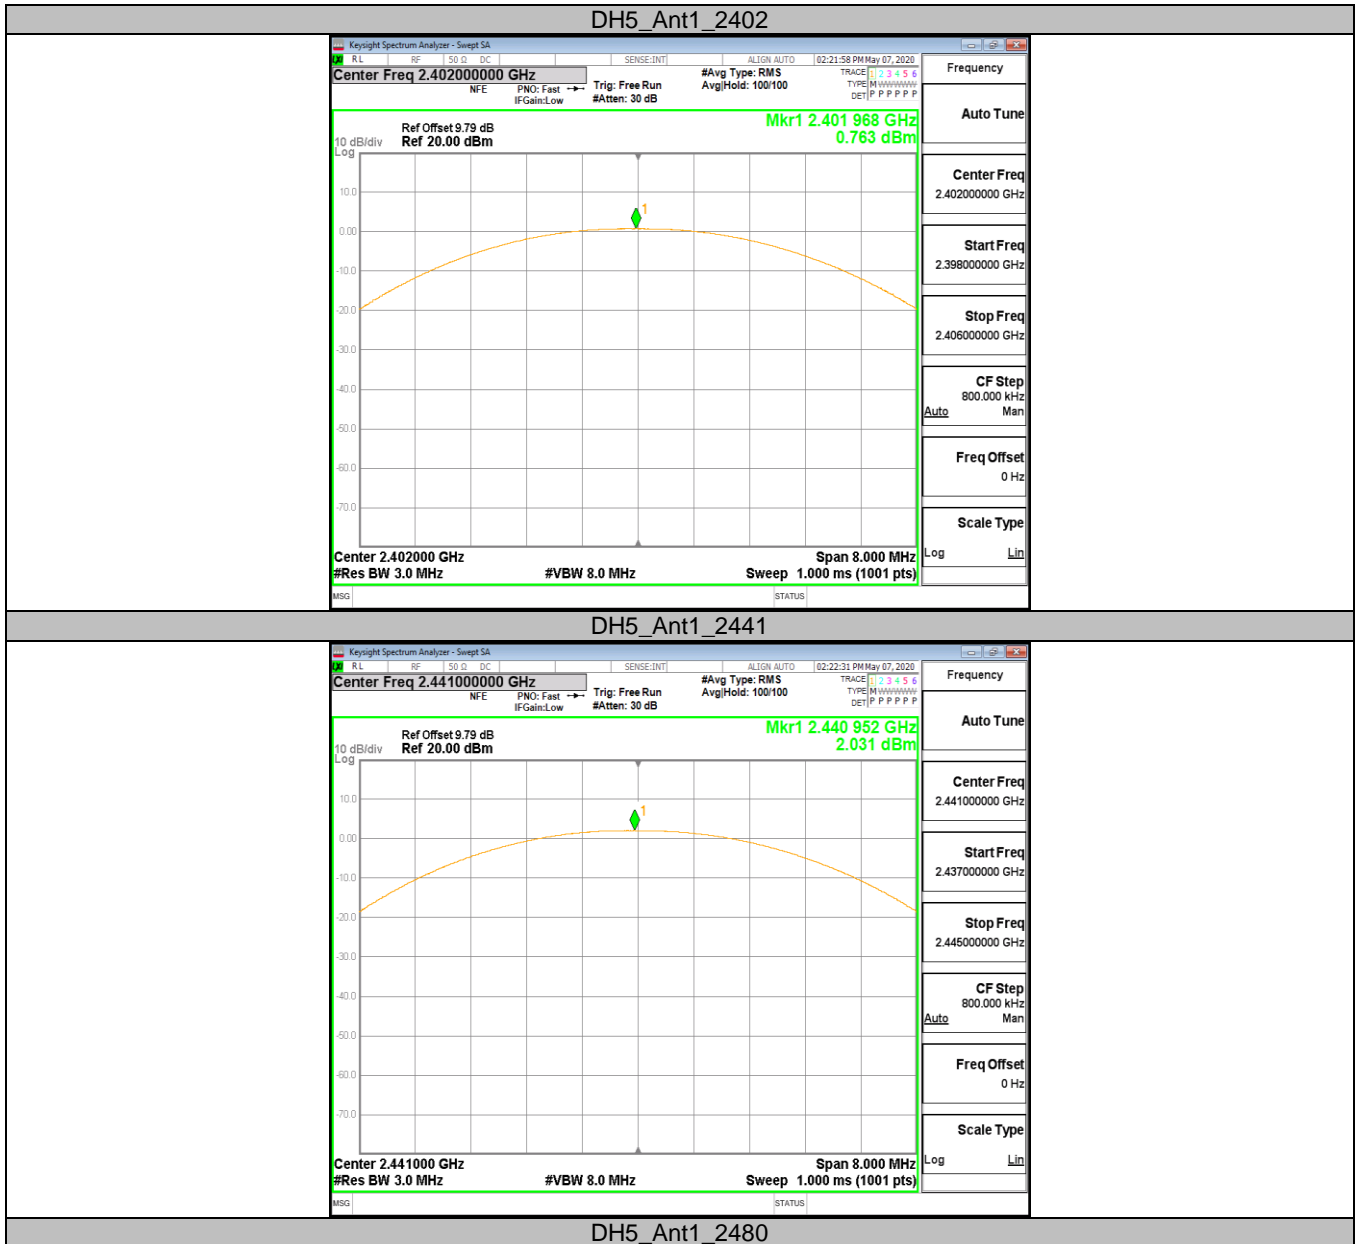 DH5_Ant1_2402
Keysight Spectrum Analyzer - Swept SA
RL RF 50 Ω DC SENSE:INT ALIGN AUTO 02:21:58 PM May 07, 2020
Center Freq 2.402000000 GHz
NFE
PNO: Fast
IFGain:Low
Trig: Free Run
#Atten: 30 dB
#Avg Type: RMS
Avg|Hold: 100/100
TRACE 1 2 3 4 5 6
TYPE M WWWWW
DET P P P P P P
Frequency
Mkr1 2.401 968 GHz
0.763 dBm
Ref Offset 9.79 dB
10 dB/div Ref 20.00 dBm
Log
10.0
0.00
-10.0
-20.0
-30.0
-40.0
-50.0
-60.0
-70.0
1
Center 2.402000 GHz Span 8.000 MHz
#Res BW 3.0 MHz #VBW 8.0 MHz Sweep 1.000 ms (1001 pts)
MSG STATUS
Auto Tune
Center Freq
2.402000000 GHz
Start Freq
2.398000000 GHz
Stop Freq
2.406000000 GHz
CF Step
800.000 kHz
Auto Man
Freq Offset
0 Hz
Scale Type
Log Lin
DH5_Ant1_2441
Keysight Spectrum Analyzer - Swept SA
RL RF 50 Ω DC SENSE:INT ALIGN AUTO 02:22:31 PM May 07, 2020
Center Freq 2.441000000 GHz
NFE
PNO: Fast
IFGain:Low
Trig: Free Run
#Atten: 30 dB
#Avg Type: RMS
Avg|Hold: 100/100
TRACE 1 2 3 4 5 6
TYPE M WWWWW
DET P P P P P P
Frequency
Mkr1 2.440 952 GHz
2.031 dBm
Ref Offset 9.79 dB
10 dB/div Ref 20.00 dBm
Log
10.0
0.00
-10.0
-20.0
-30.0
-40.0
-50.0
-60.0
-70.0
1
Center 2.441000 GHz Span 8.000 MHz
#Res BW 3.0 MHz #VBW 8.0 MHz Sweep 1.000 ms (1001 pts)
MSG STATUS
Auto Tune
Center Freq
2.441000000 GHz
Start Freq
2.437000000 GHz
Stop Freq
2.445000000 GHz
CF Step
800.000 kHz
Auto Man
Freq Offset
0 Hz
Scale Type
Log Lin
DH5_Ant1_2480